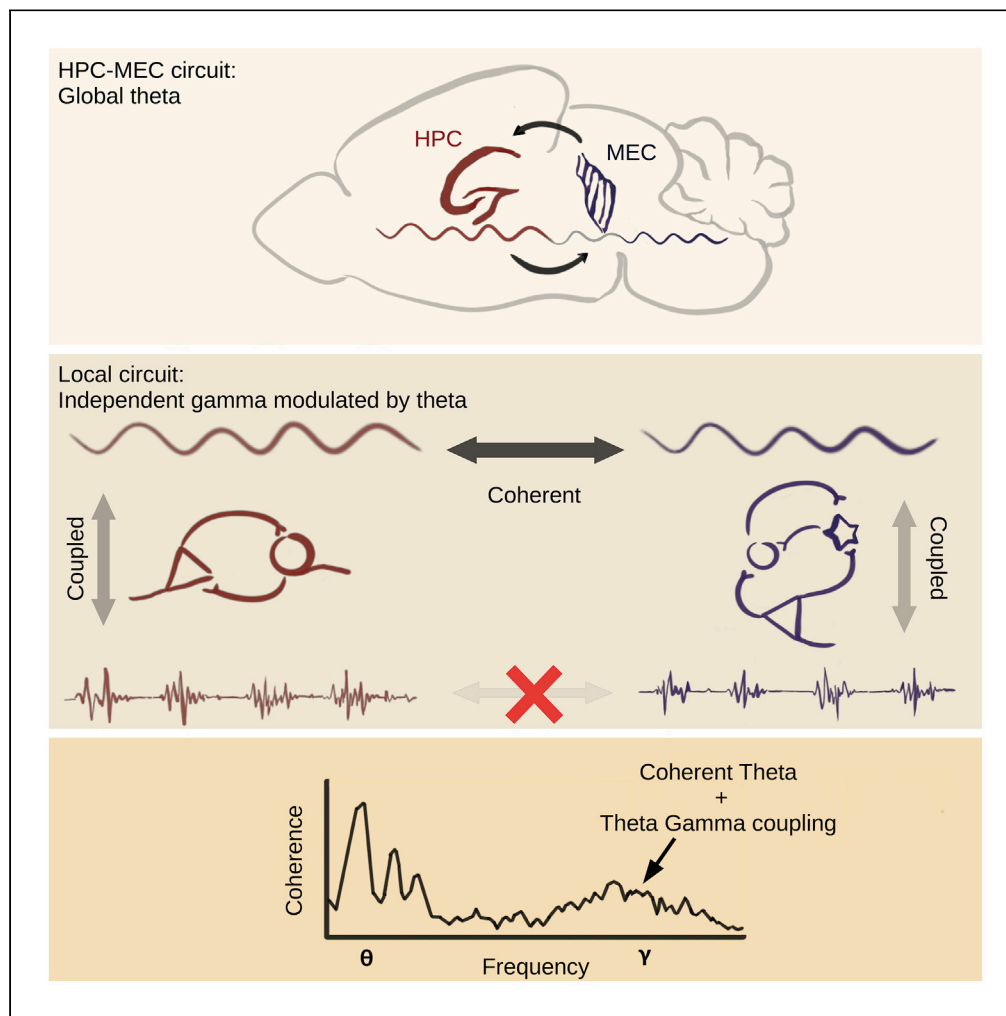 HPC-MEC circuit:
Global theta
HPC
MEC
Local circuit:
Independent gamma modulated by theta
Coherent
Coupled
Coupled
Coherent Theta
+
Theta Gamma coupling
Coherence
θ
γ
Frequency